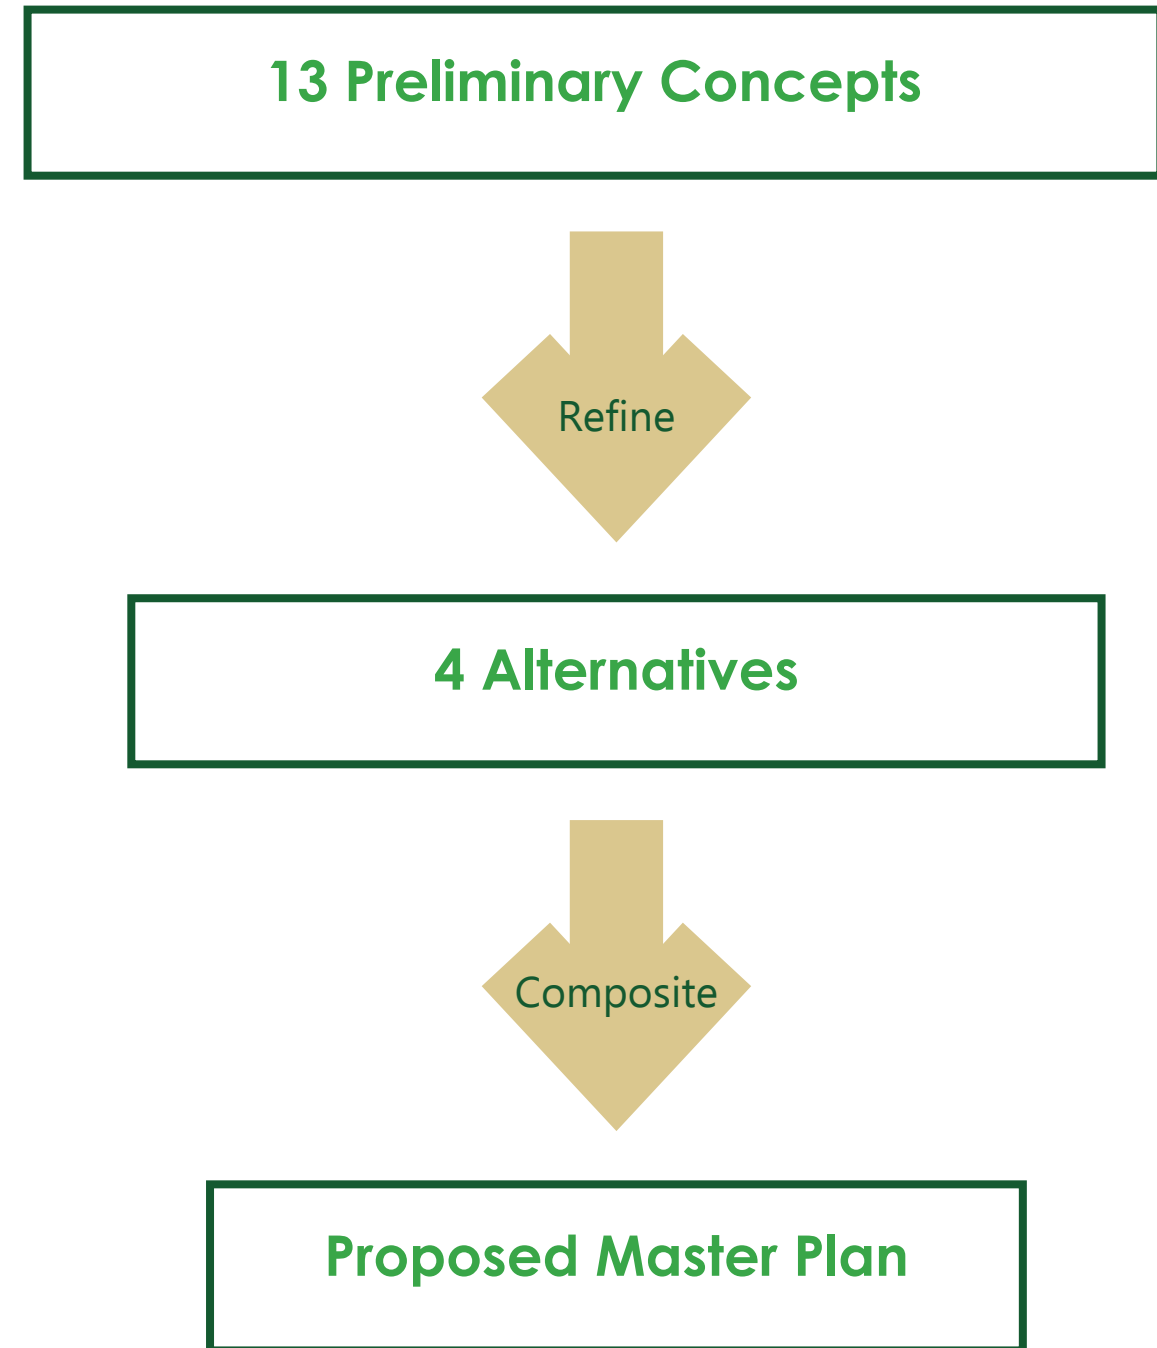 13 Preliminary Concepts
Refine
4 Alternatives
Composite
Proposed Master Plan